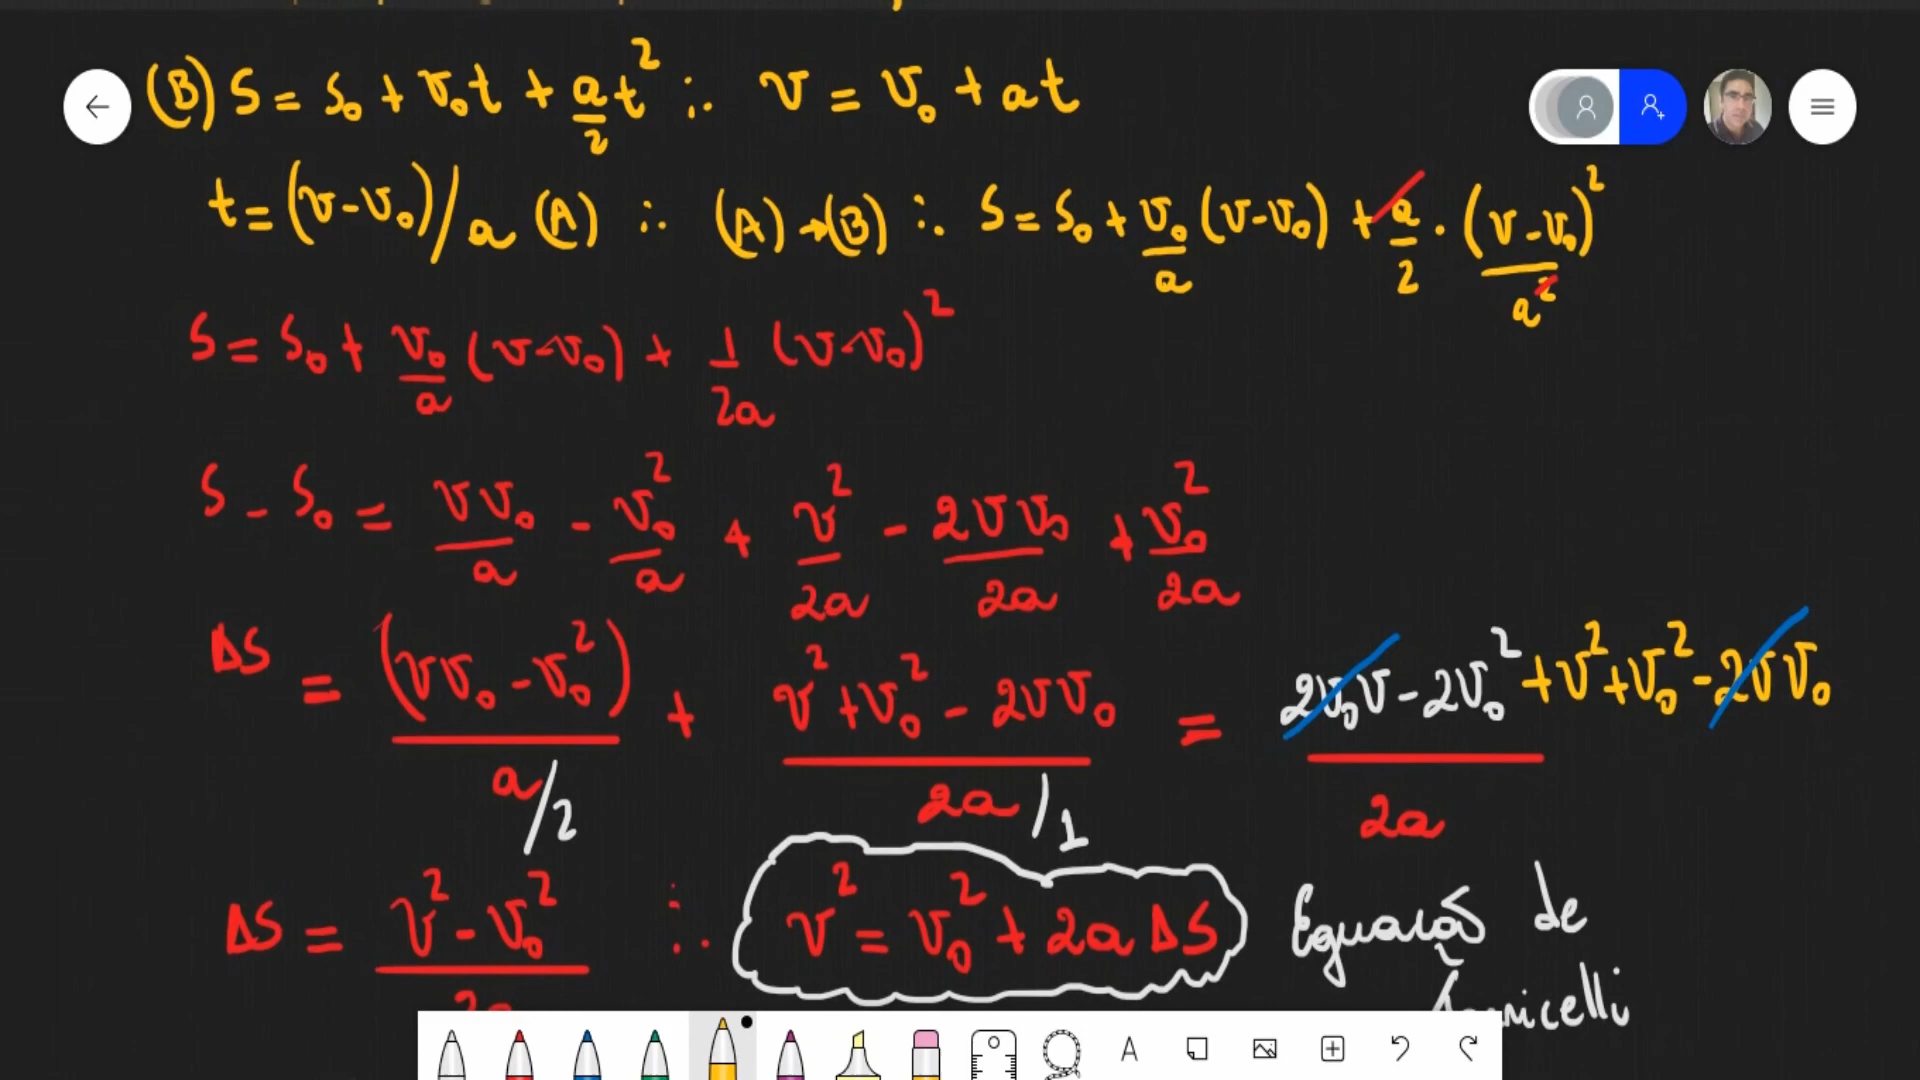 (B) S = S₀ + v₀t + a/2 t² ∴ v = v₀ + at
t = (v-v₀)/a (A) ∴ (A)→(B) ∴ S = S₀ + v₀/a (v-v₀) + a/2 · (v-v₀)²/a²
S = S₀ + v₀/a (v-v₀) + 1/2a (v-v₀)²
S - S₀ = vv₀/a - v₀²/a + v²/2a - 2vv₀/2a + v₀²/2a
ΔS = (vv₀ - v₀²)/a/2 + v² + v₀² - 2vv₀/2a/1 = 2v₀v - 2v₀² + v² + v₀² - 2vv₀/2a
ΔS = v² - v₀²/2a ∴ v² = v₀² + 2aΔS Equação de
A